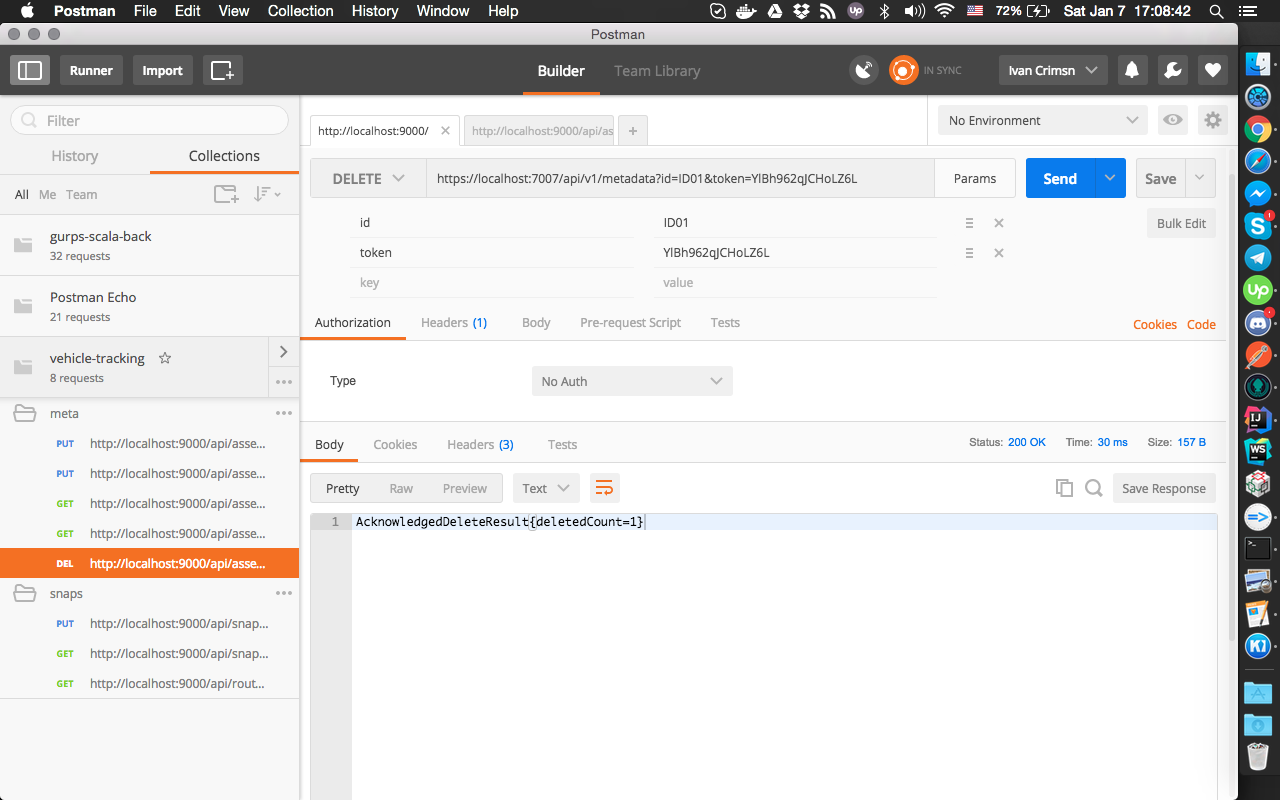 Postman File Edit View Collection History Window Help 72% Sat Jan 7 17:08:42
Postman
Runner Import Builder Team Library IN SYNC Ivan Crimsn
Filter
History Collections
All Me Team
gurps-scala-back
32 requests
Postman Echo
21 requests
vehicle-tracking
8 requests
meta
PUT http://localhost:9000/api/asse...
PUT http://localhost:9000/api/asse...
GET http://localhost:9000/api/asse...
GET http://localhost:9000/api/asse...
DEL http://localhost:9000/api/asse...
snaps
PUT http://localhost:9000/api/snap...
GET http://localhost:9000/api/snap...
GET http://localhost:9000/api/rout...
http://localhost:9000/ http://localhost:9000/api/as No Environment
DELETE https://localhost:7007/api/v1/metadata?id=ID01&token=YlBh962qJCHoLZ6L Params Send Save
id ID01 Bulk Edit
token YlBh962qJCHoLZ6L
key value
Authorization Headers (1) Body Pre-request Script Tests Cookies Code
Type No Auth
Body Cookies Headers (3) Tests Status: 200 OK Time: 30 ms Size: 157 B
Pretty Raw Preview Text Save Response
1 AcknowledgedDeleteResult{deletedCount=1}